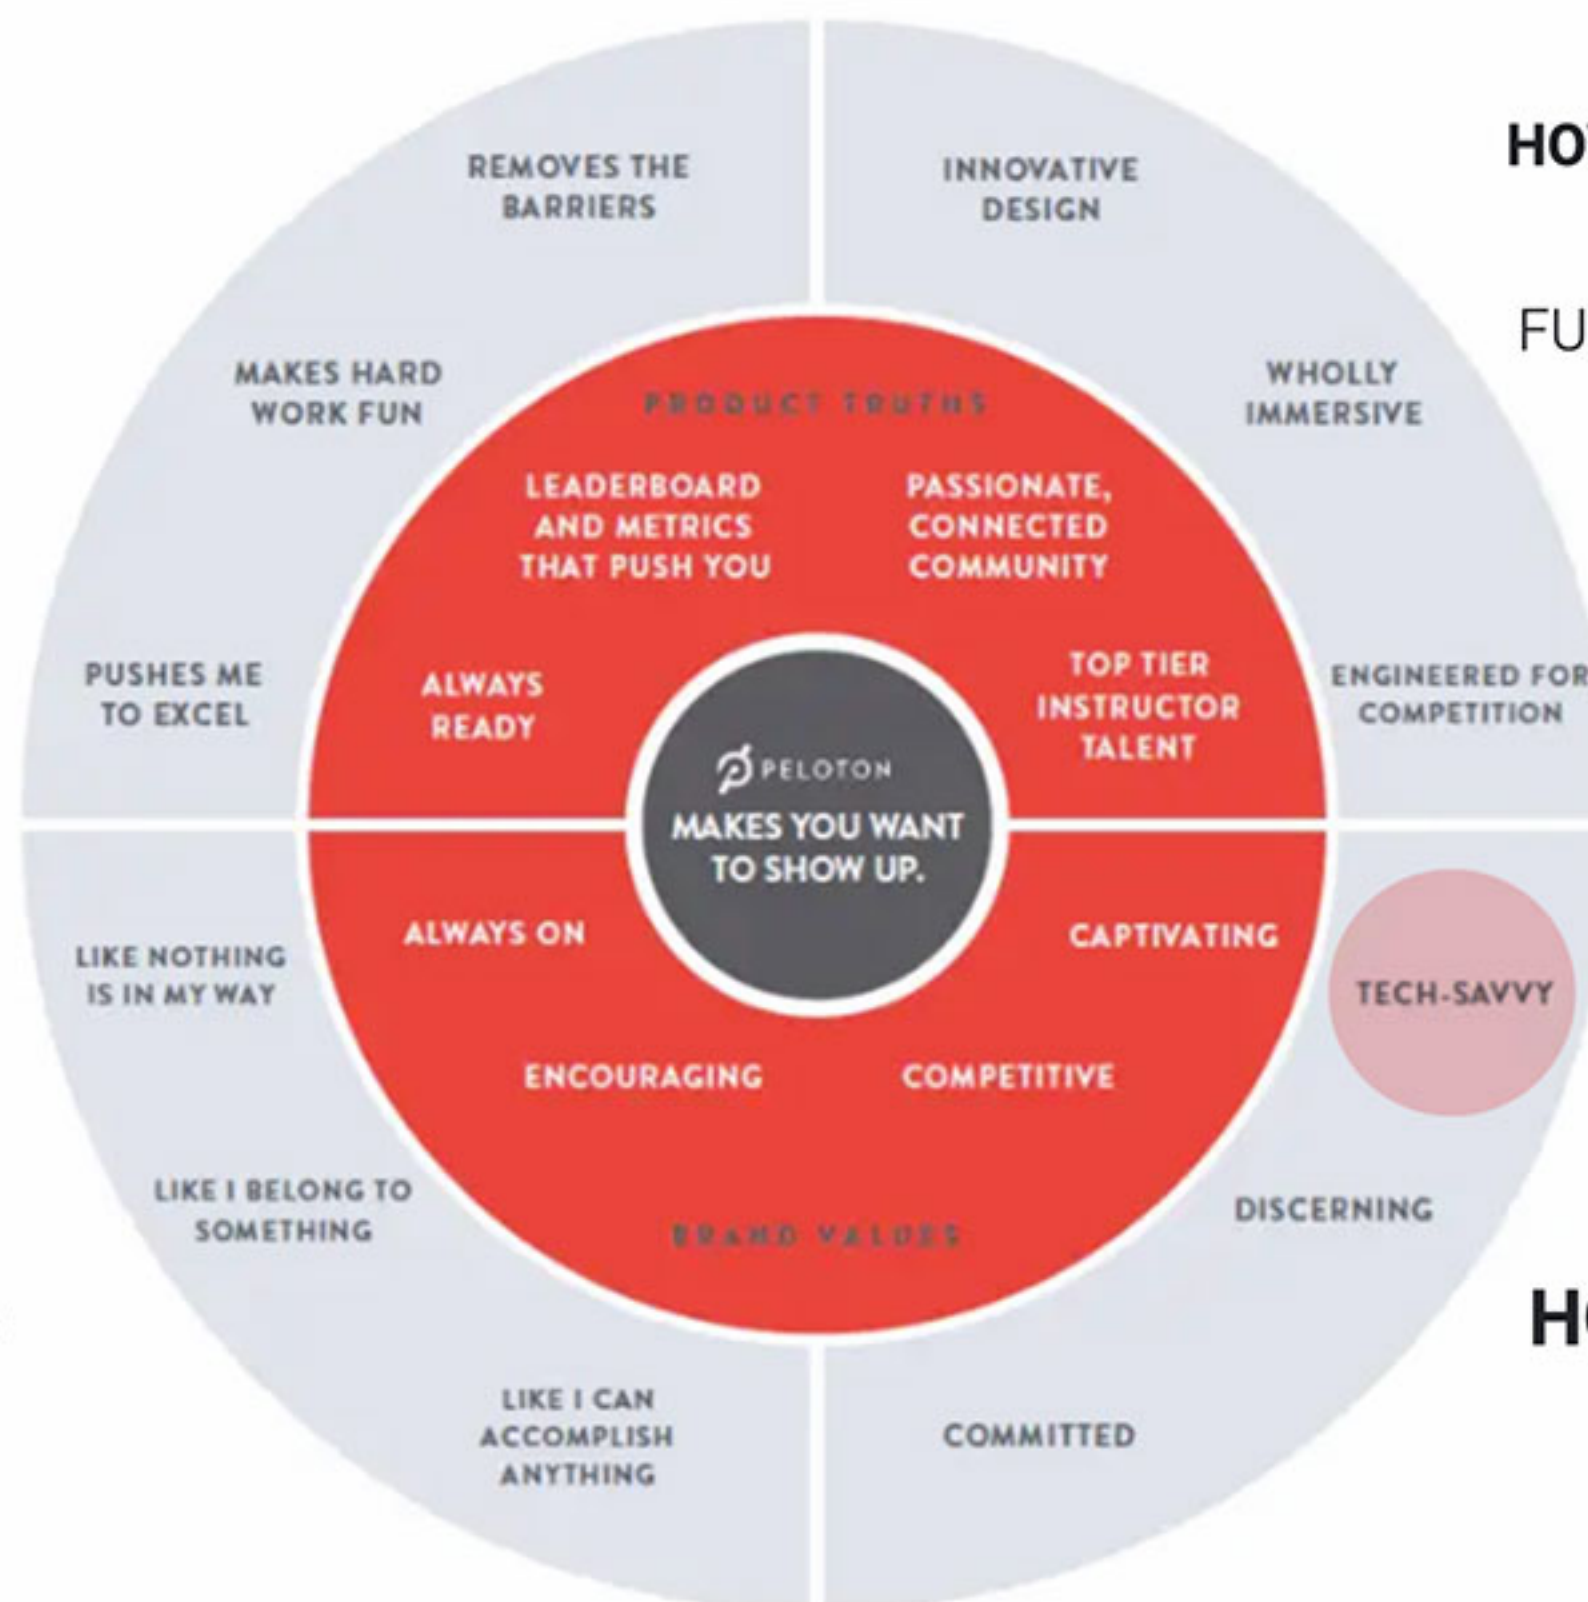 REMOVES THE
BARRIERS
INNOVATIVE
DESIGN
HO
FU
MAKES HARD
WORK FUN
WHOLLY
IMMERSIVE
PRODUCT TRUTHS
LEADERBOARD
AND METRICS
THAT PUSH YOU
PASSIONATE,
CONNECTED
COMMUNITY
PUSHES ME
TO EXCEL
ALWAYS
READY
TOP TIER
INSTRUCTOR
TALENT
ENGINEERED FOR
COMPETITION
PELOTON
MAKES YOU WANT
TO SHOW UP.
ALWAYS ON
CAPTIVATING
LIKE NOTHING
IS IN MY WAY
TECH-SAVVY
ENCOURAGING
COMPETITIVE
LIKE I BELONG TO
SOMETHING
DISCERNING
BRAND VALUES
H
LIKE I CAN
ACCOMPLISH
ANYTHING
COMMITTED